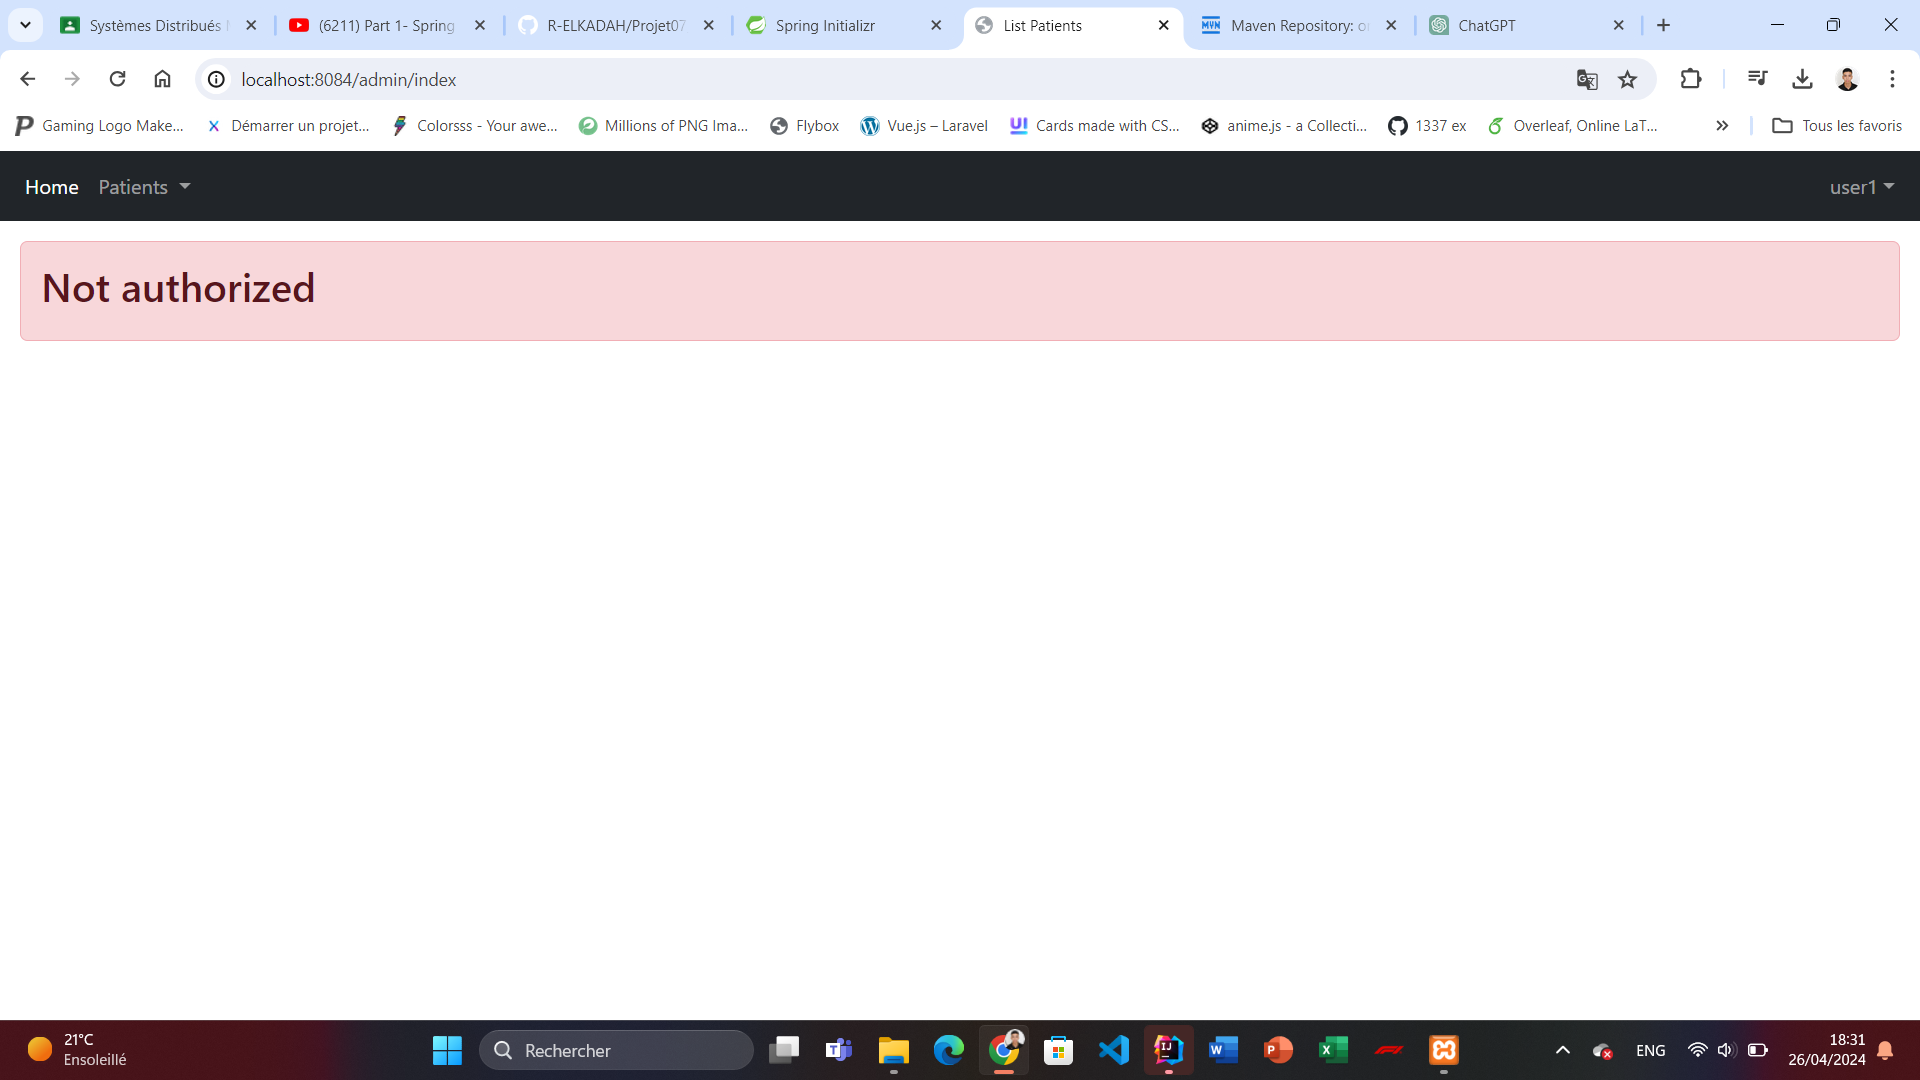 Systèmes Distribués
(6211) Part 1- Spring
R-ELKADAH/Projet07
Spring Initializr
List Patients
Maven Repository:
ChatGPT
localhost:8084/admin/index
Gaming Logo Make...
Démarrer un projet...
Colorsss - Your awe...
Millions of PNG Ima...
Flybox
Vue.js – Laravel
Cards made with CS...
anime.js - a Collecti...
1337 ex
Overleaf, Online LaT...
Tous les favoris
Home
Patients
user1
Not authorized
21°C
Ensoleillé
Rechercher
ENG
18:31
26/04/2024